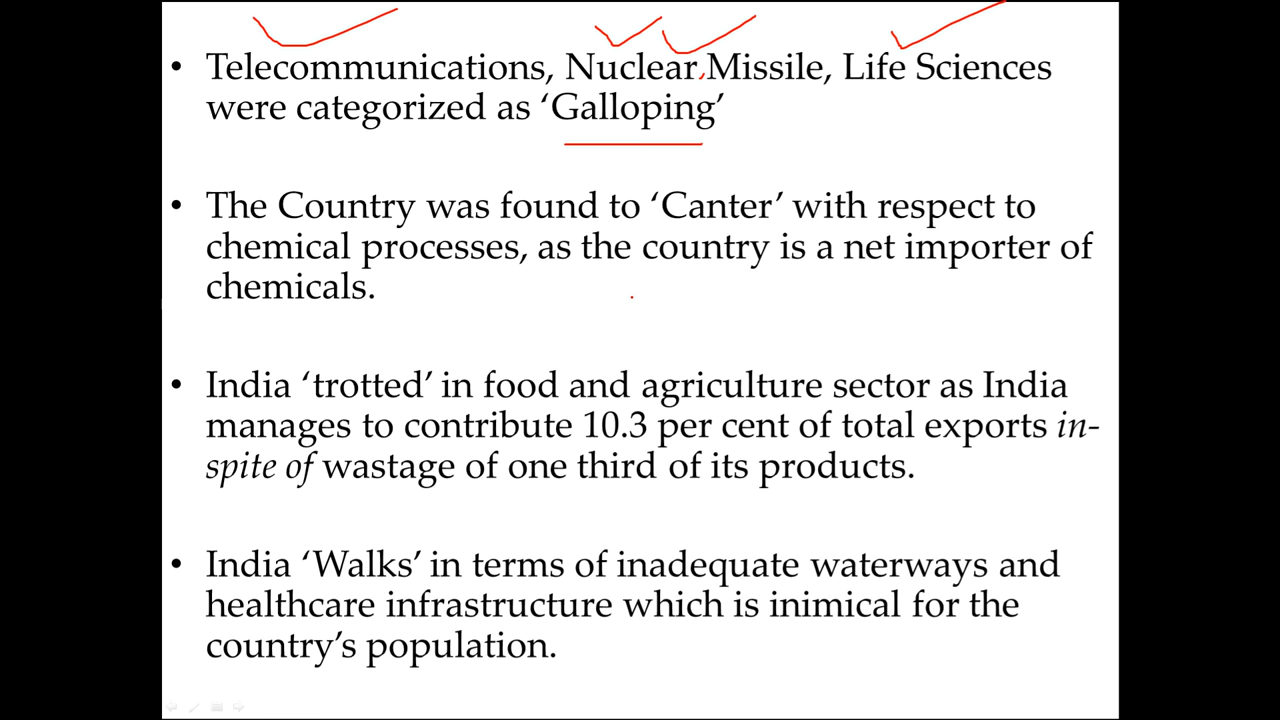 • Telecommunications, Nuclear,Missile, Life Sciences
were categorized as ‘Galloping’
• The Country was found to ‘Canter’ with respect to
chemical processes, as the country is a net importer of
chemicals.
• India ‘trotted’ in food and agriculture sector as India
manages to contribute 10.3 per cent of total exports in-
spite of wastage of one third of its products.
• India ‘Walks’ in terms of inadequate waterways and
healthcare infrastructure which is inimical for the
country’s population.